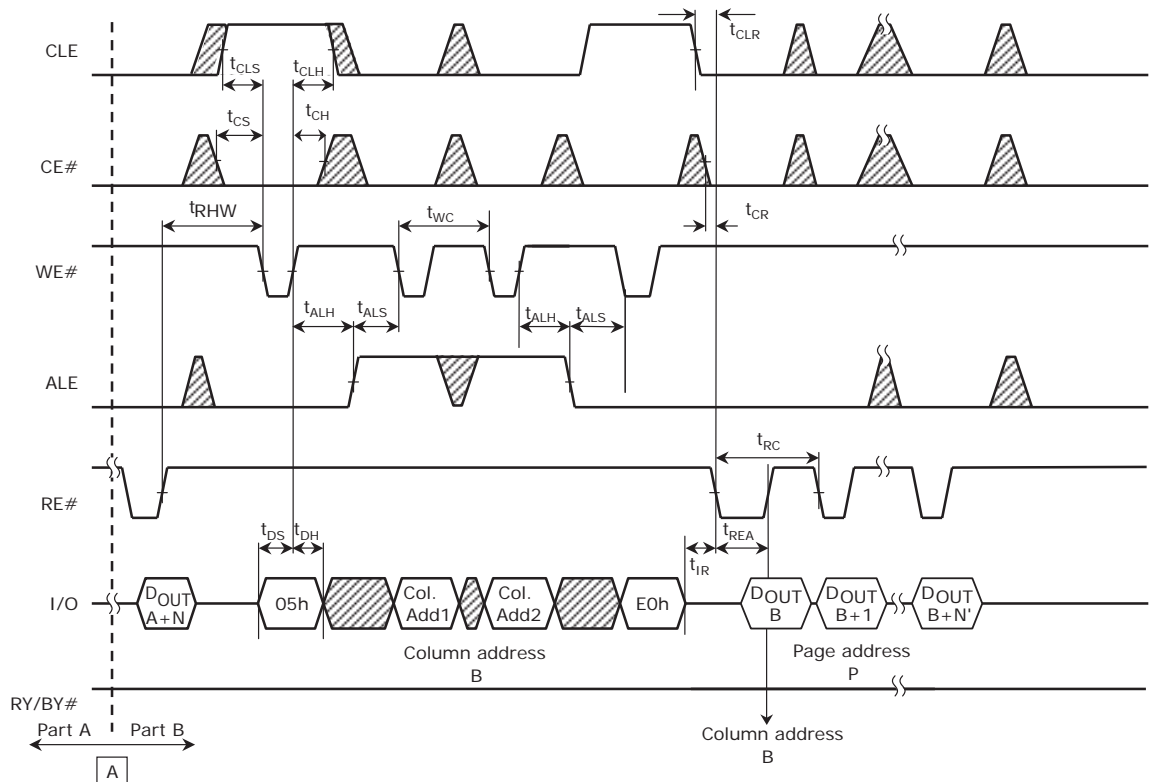 CLE
tCLS
tCLH
tCLR
CE#
tCS
tCH
tCR
tRHW
tWC
WE#
tALH
tALS
tALH
tALS
ALE
tRC
RE#
tDS
tDH
tREA
tIR
I/O
DOUT
A+N
05h
Col.
Add1
Col.
Add2
E0h
DOUT
B
DOUT
B+1
DOUT
B+N'
Column address
B
Page address
P
RY/BY#
Part A
Part B
Column address
B
A